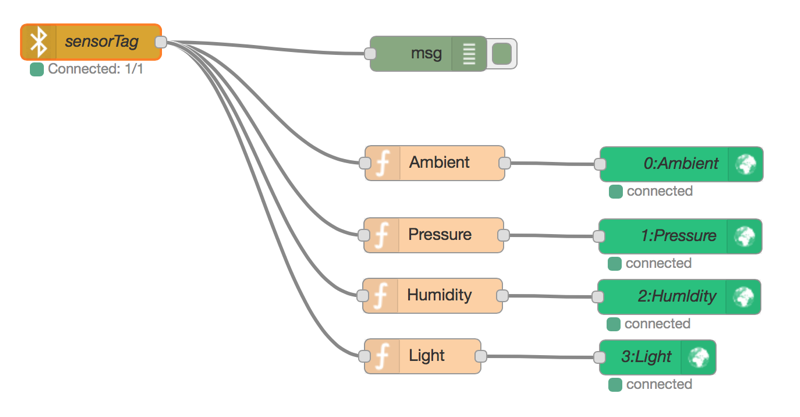 sensorTag
Connected: 1/1
msg
Ambient
0:Ambient
connected
Pressure
1:Pressure
connected
Humidity
2:Humidity
connected
Light
3:Light
connected